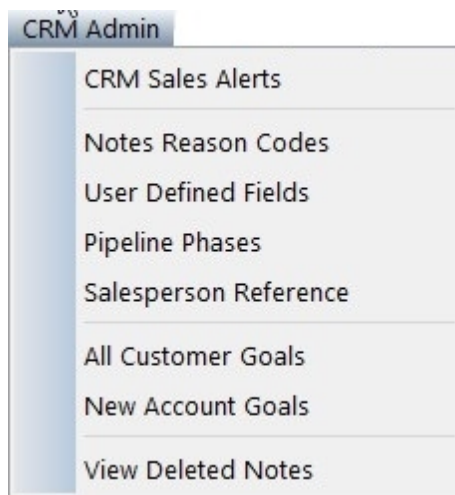 CRM Admin
CRM Sales Alerts
Notes Reason Codes
User Defined Fields
Pipeline Phases
Salesperson Reference
All Customer Goals
New Account Goals
View Deleted Notes